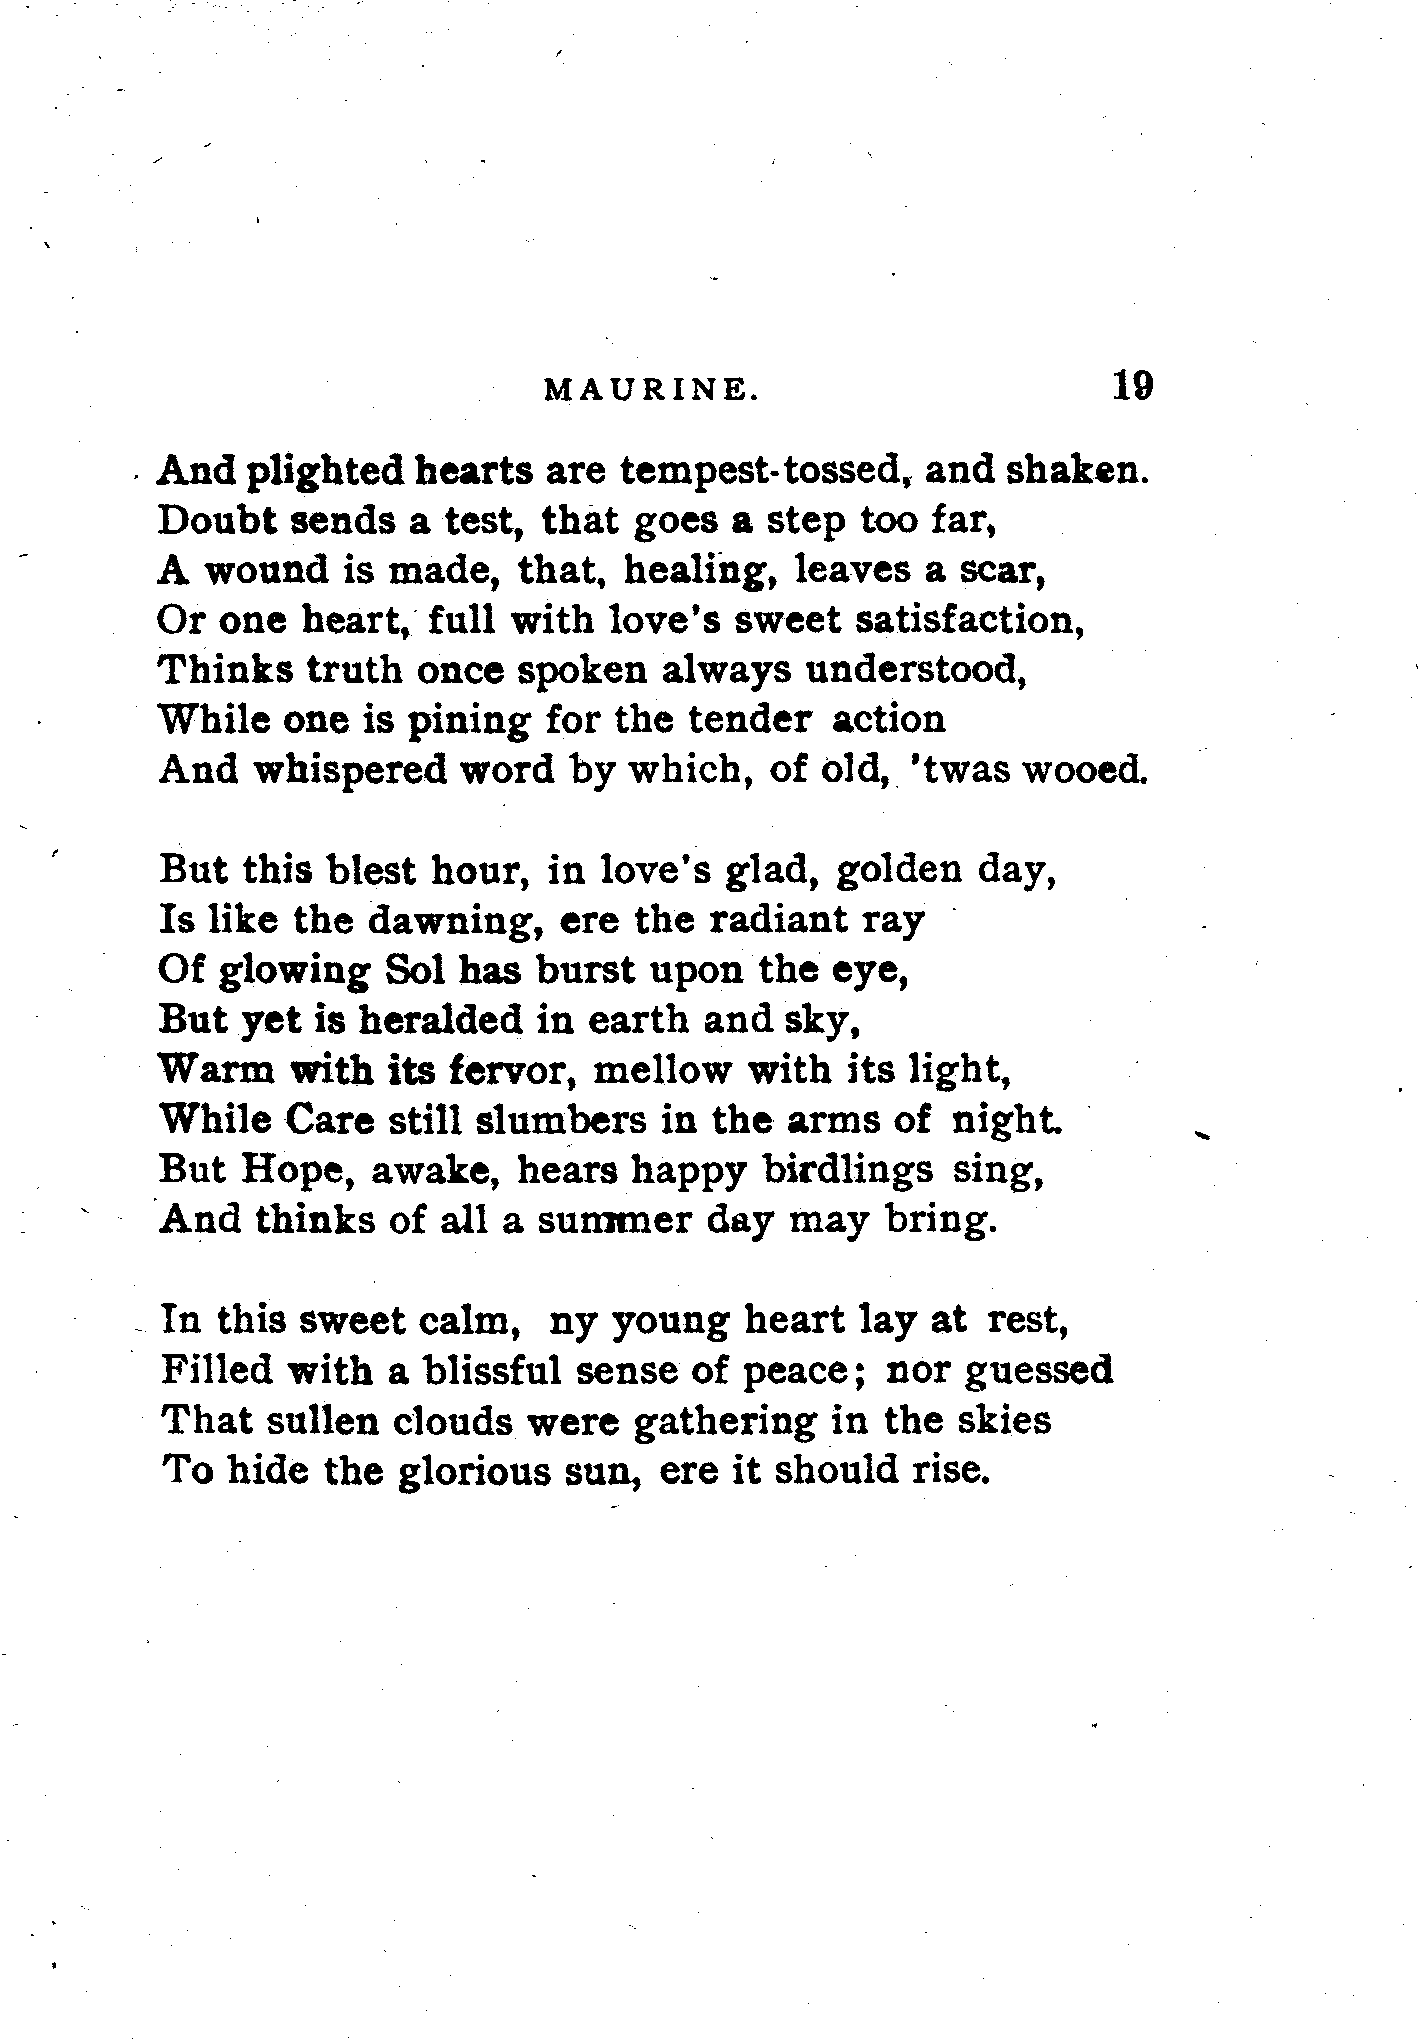 MAURINE. 19
And plighted hearts are tempest-tossed, and shaken.
Doubt sends a test, that goes a step too far,
A wound is made, that, healing, leaves a scar,
Or one heart, full with love's sweet satisfaction,
Thinks truth once spoken always understood,
While one is pining for the tender action
And whispered word by which, of old, 'twas wooed.
But this blest hour, in love's glad, golden day,
Is like the dawning, ere the radiant ray
Of glowing Sol has burst upon the eye,
But yet is heralded in earth and sky,
Warm with its fervor, mellow with its light,
While Care still slumbers in the arms of night.
But Hope, awake, hears happy birdlings sing,
And thinks of all a summer day may bring.
In this sweet calm, ny young heart lay at rest,
Filled with a blissful sense of peace; nor guessed
That sullen clouds were gathering in the skies
To hide the glorious sun, ere it should rise.